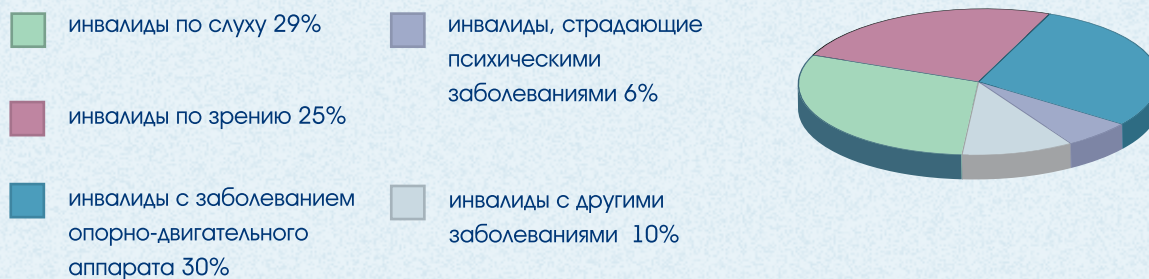 инвалиды по слуху 29%
инвалиды по зрению 25%
инвалиды с заболеванием
опорно-двигательного
аппарата 30%
инвалиды, страдающие
психическими
заболеваниями 6%
инвалиды с другими
заболеваниями 10%